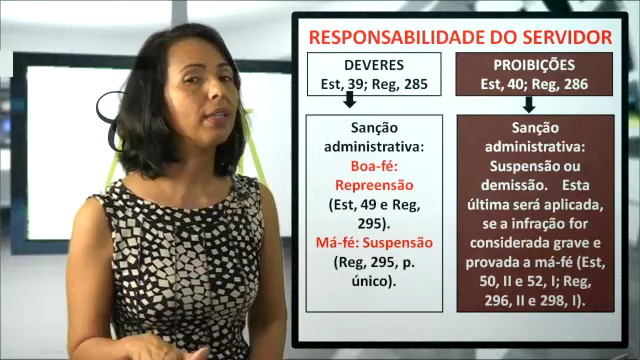 RESPONSABILIDADE DO SERVIDOR
DEVERES
Est, 39; Reg, 285
Sanção
administrativa:
Boa-fé:
Repreensão
(Est, 49 e Reg,
295).
Má-fé: Suspensão
(Reg, 295, p.
único).
PROIBIÇÕES
Est, 40; Reg, 286
Sanção
administrativa:
Suspensão ou
demissão. Esta
última será aplicada,
se a infração for
considerada grave e
provada a má-fé (Est,
50, II e 52, I; Reg,
296, II e 298, I).